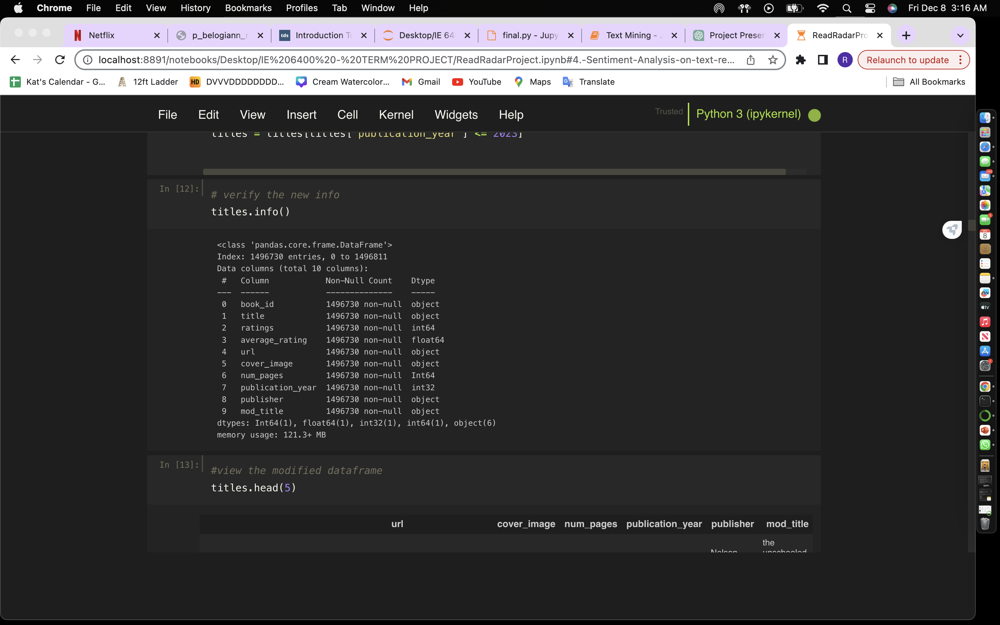 Chrome File Edit View History Bookmarks Profiles Tab Window Help Fri Dec 8 3:16 AM
Netflix p_belogiann_r tds Introduction To Desktop/IE 64 final.py - Jupy Text Mining - J Project Preser ReadRadarPro
localhost:8891/notebooks/Desktop/IE%206400%20-%20TERM%20PROJECT/ReadRadarProject.ipynb#4.-Sentiment-Analysis-on-text-re... R Relaunch to update
Kat's Calendar - G... 12ft Ladder HD DVVVDDDDDDDD... Cream Watercolor... Gmail YouTube Maps Translate All Bookmarks
File Edit View Insert Cell Kernel Widgets Help Trusted Python 3 (ipykernel)
titles = titles[titles['publication_year'] <= 2023]
In [12]:
# verify the new info
titles.info()
<class 'pandas.core.frame.DataFrame'>
Index: 1496730 entries, 0 to 1496811
Data columns (total 10 columns):
# Column Non-Null Count Dtype
--- ------ -------------- -----
0 book_id 1496730 non-null object
1 title 1496730 non-null object
2 ratings 1496730 non-null int64
3 average_rating 1496730 non-null float64
4 url 1496730 non-null object
5 cover_image 1496730 non-null object
6 num_pages 1496730 non-null Int64
7 publication_year 1496730 non-null int32
8 publisher 1496730 non-null object
9 mod_title 1496730 non-null object
dtypes: Int64(1), float64(1), int32(1), int64(1), object(6)
memory usage: 121.3+ MB
In [13]:
#view the modified dataframe
titles.head(5)
url cover_image num_pages publication_year publisher mod_title
the
Nelson unschooled
DEC
8
tv